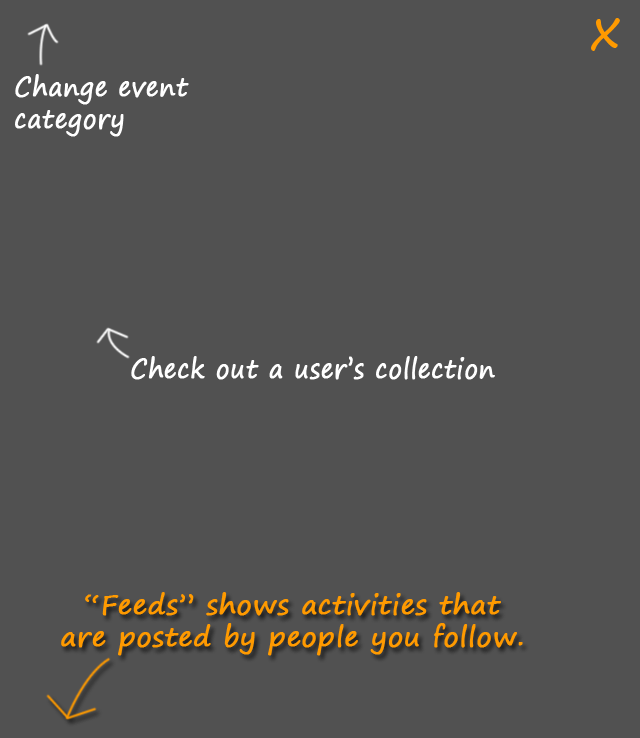 X
Change event
category
Check out a user’s collection
“Feeds” shows activities that
are posted by people you follow.